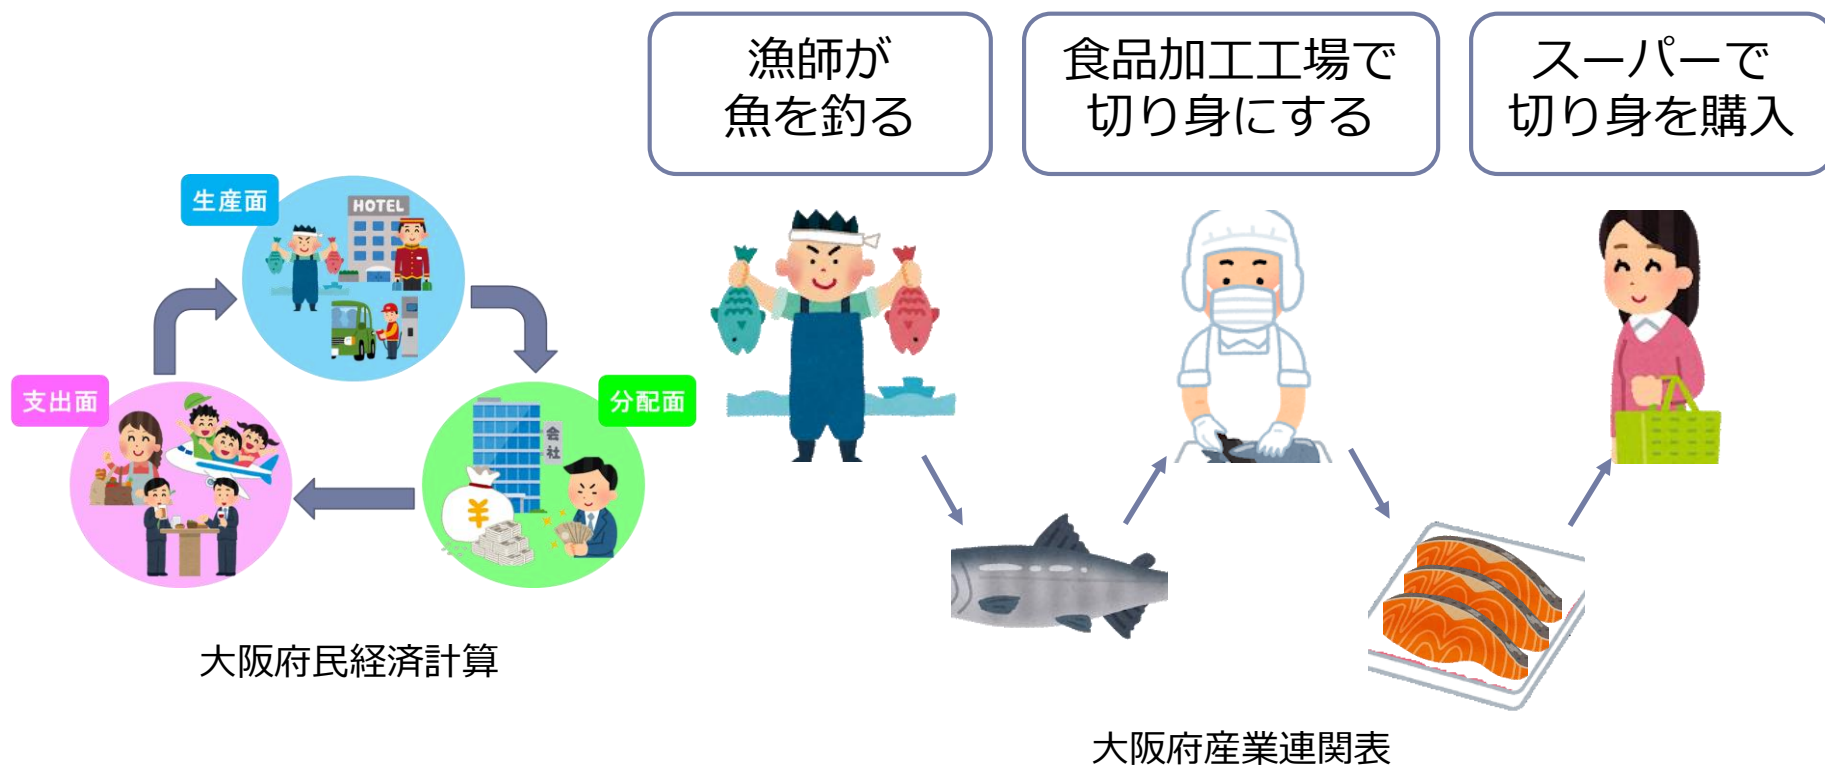 漁師が
魚を釣る
食品加工工場で
切り身にする
スーパーで
切り身を購入
生産面
HOTEL
支出面
分配面
会社
¥
大阪府民経済計算
大阪府産業連関表